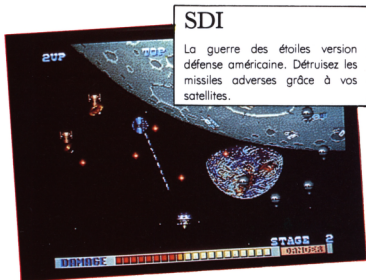 SDI
La guerre des étoiles version
défense américaine. Détruisez les
missiles adverses grâce à vos
satellites.
2UP
TOP
STAGE 2
DAMAGE
DANGER